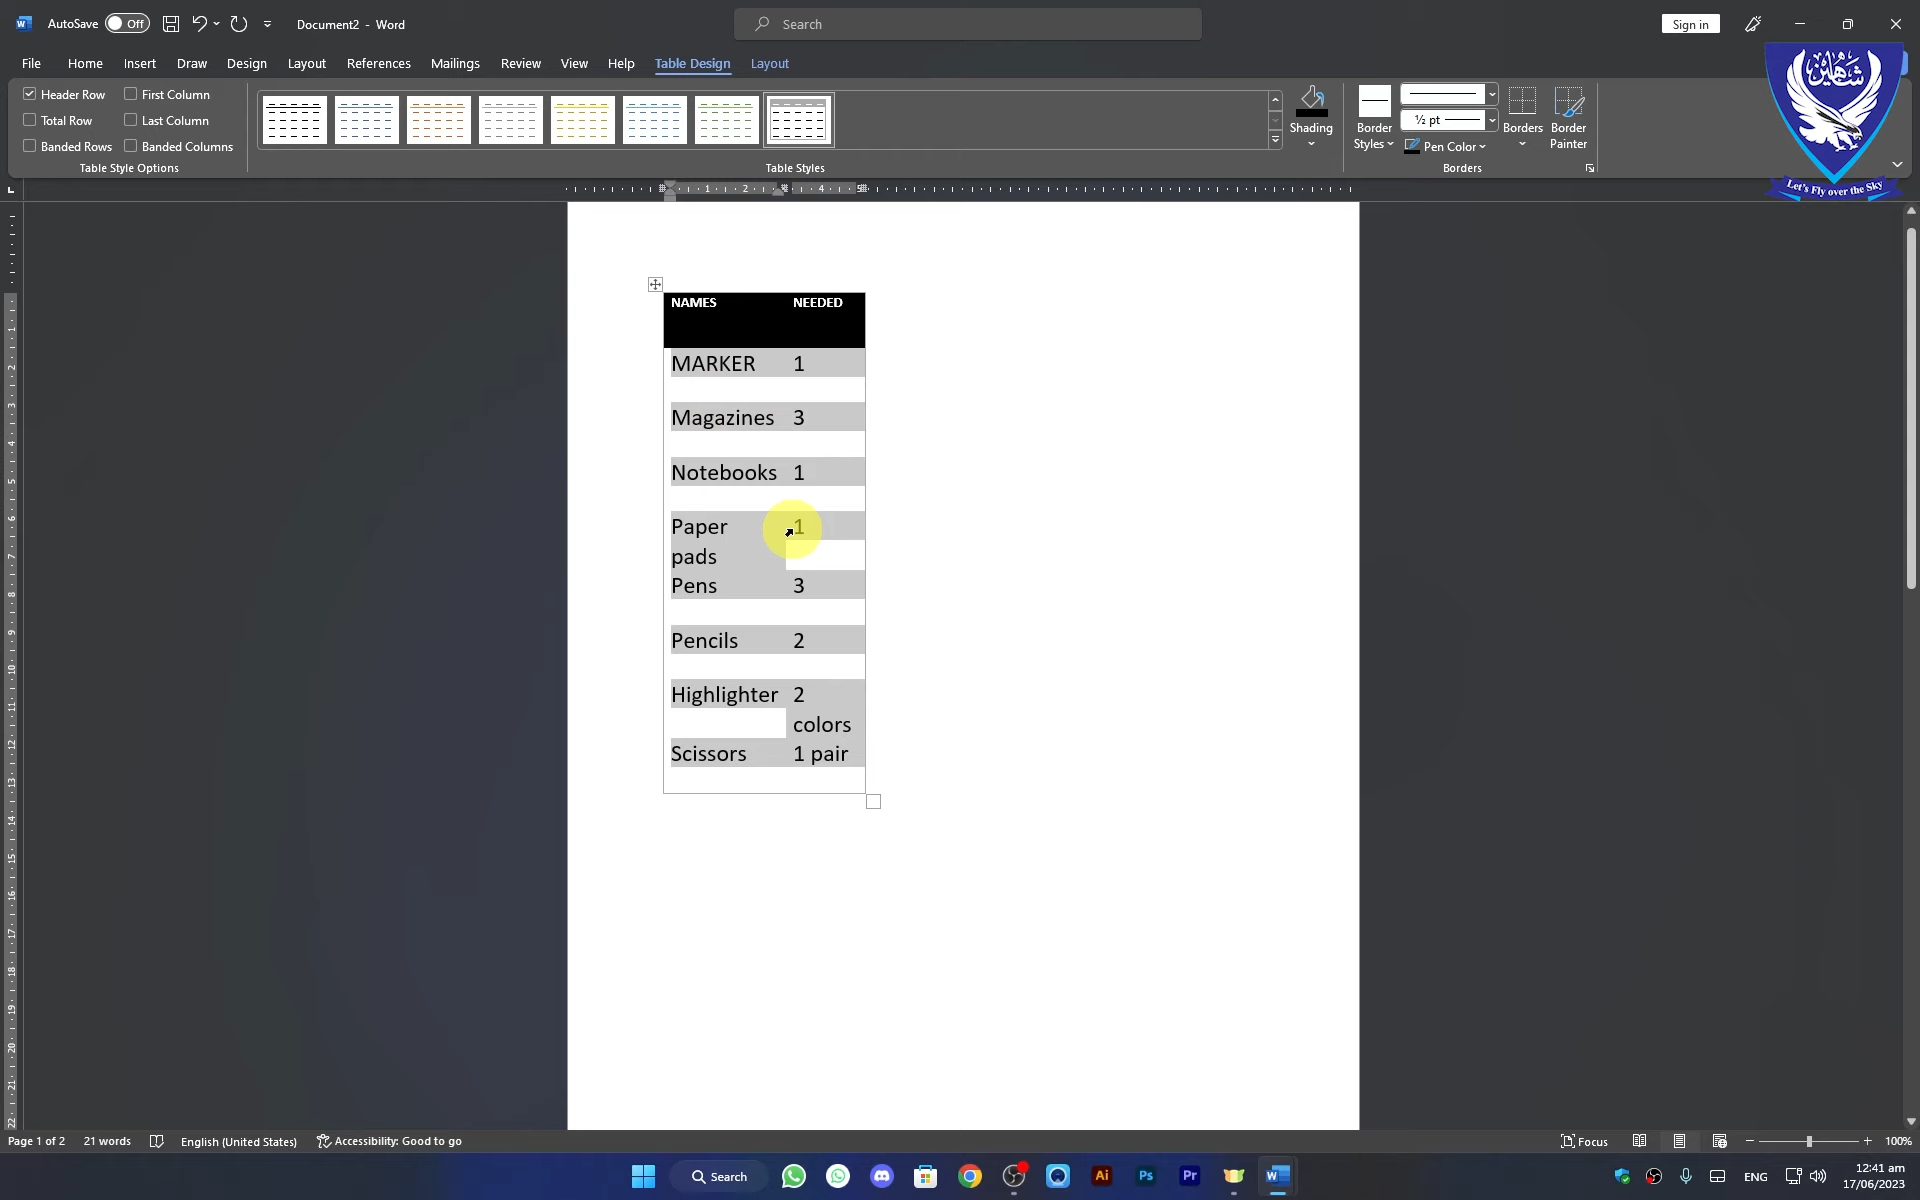 AutoSave Off Document2 - Word Search Sign in
File Home Insert Draw Design Layout References Mailings Review View Help Table Design Layout
Header Row First Column
Total Row Last Column
Banded Rows Banded Columns
Table Style Options
Table Styles
Shading
Border Styles
½ pt
Pen Color
Borders
Border Painter
Borders
شاهين
Let's Fly over the Sky
NAMES NEEDED
MARKER 1
Magazines 3
Notebooks 1
Paper 1
pads
Pens 3
Pencils 2
Highlighter 2
colors
Scissors 1 pair
Page 1 of 2 21 words English (United States) Accessibility: Good to go Focus 100%
Search Ai Ps Pr ENG 12:41 am
17/06/2023